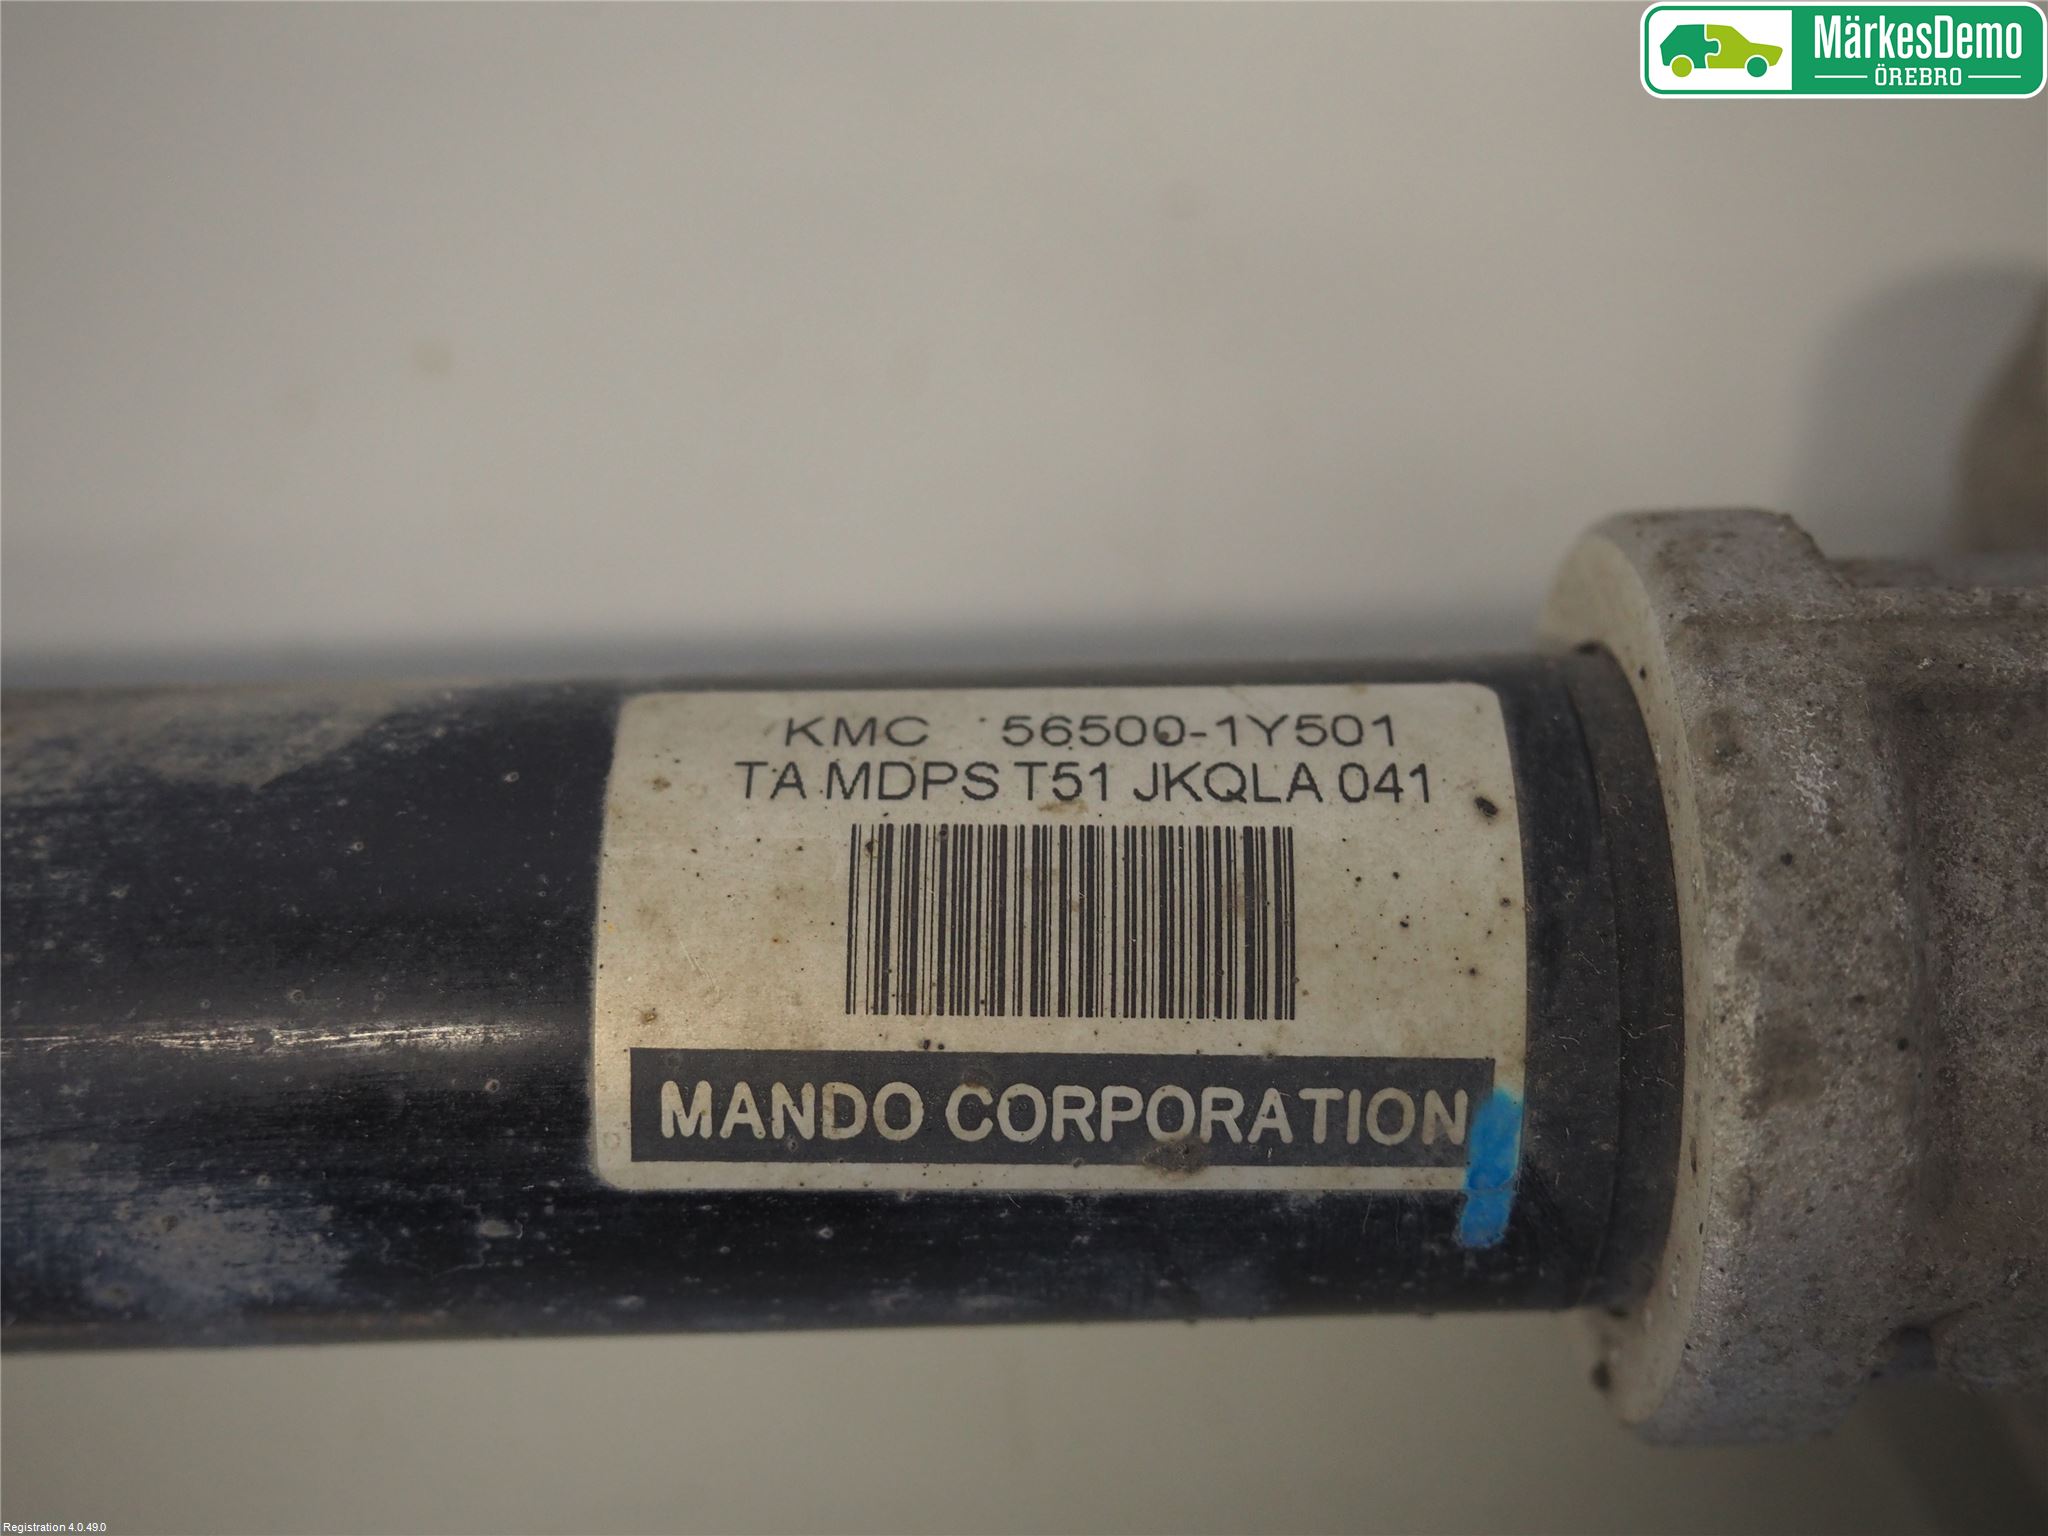 MärkesDemo
ÖREBRO
KMC 56500-1Y501
TA MDPS T51 JKQLA 041
MANDO CORPORATION
Registration 4.0.49.0